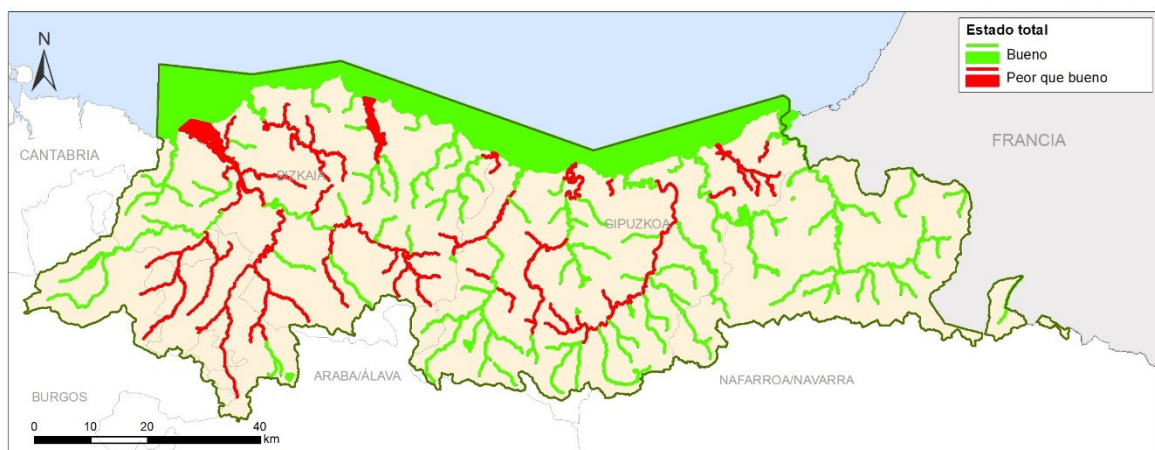 N
Estado total
Bueno
Peor que bueno
CANTABRIA
BIZKAIA
GIPUZKOA
FRANCIA
ARABA/ÁLAVA
NAFARROA/NAVARRA
BURGOS
0 10 20 40
km